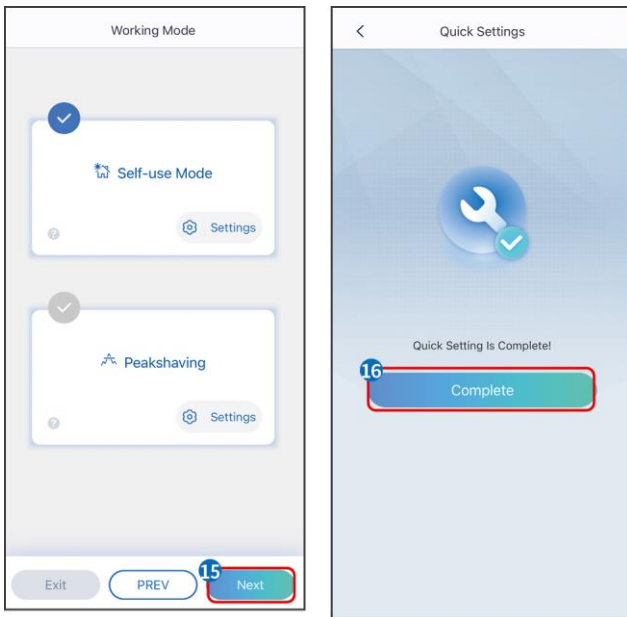 Working Mode
Self-use Mode
?
Settings
Peakshaving
?
Settings
Exit
PREV
15
Next
Quick Settings
Quick Setting Is Complete!
16
Complete